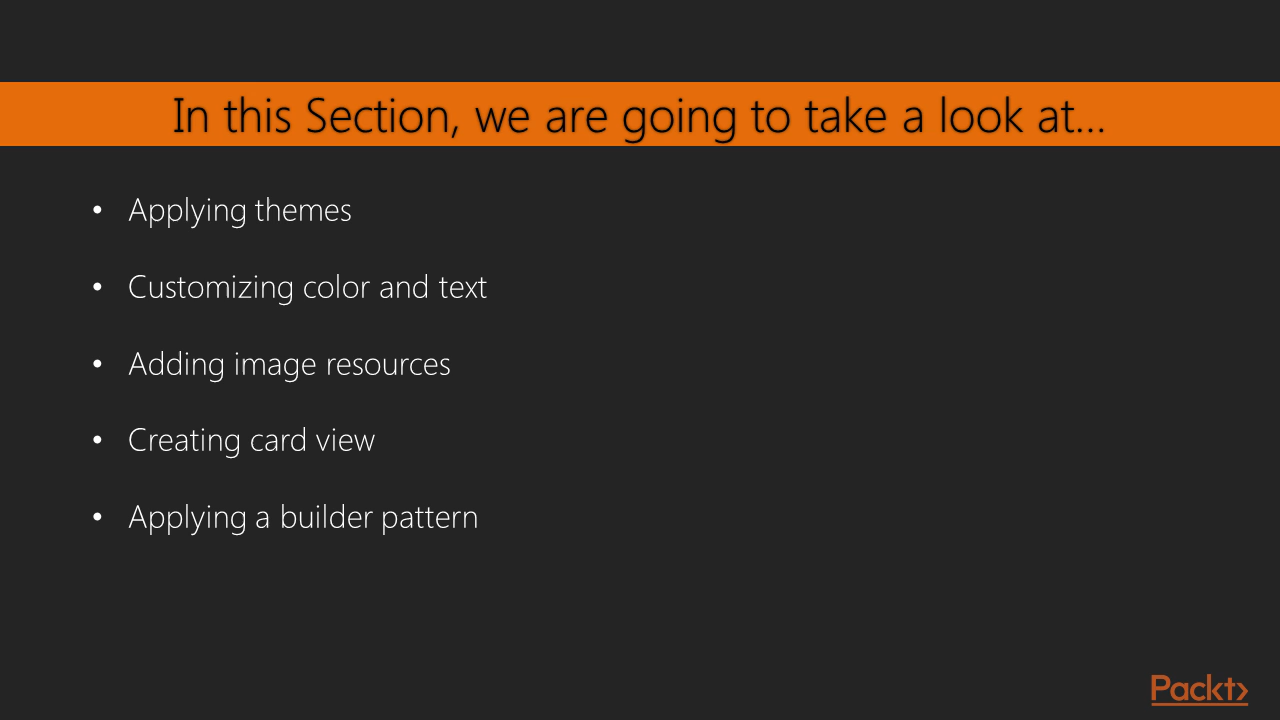 In this Section, we are going to take a look at...
• Applying themes
• Customizing color and text
• Adding image resources
• Creating card view
• Applying a builder pattern
Packt>